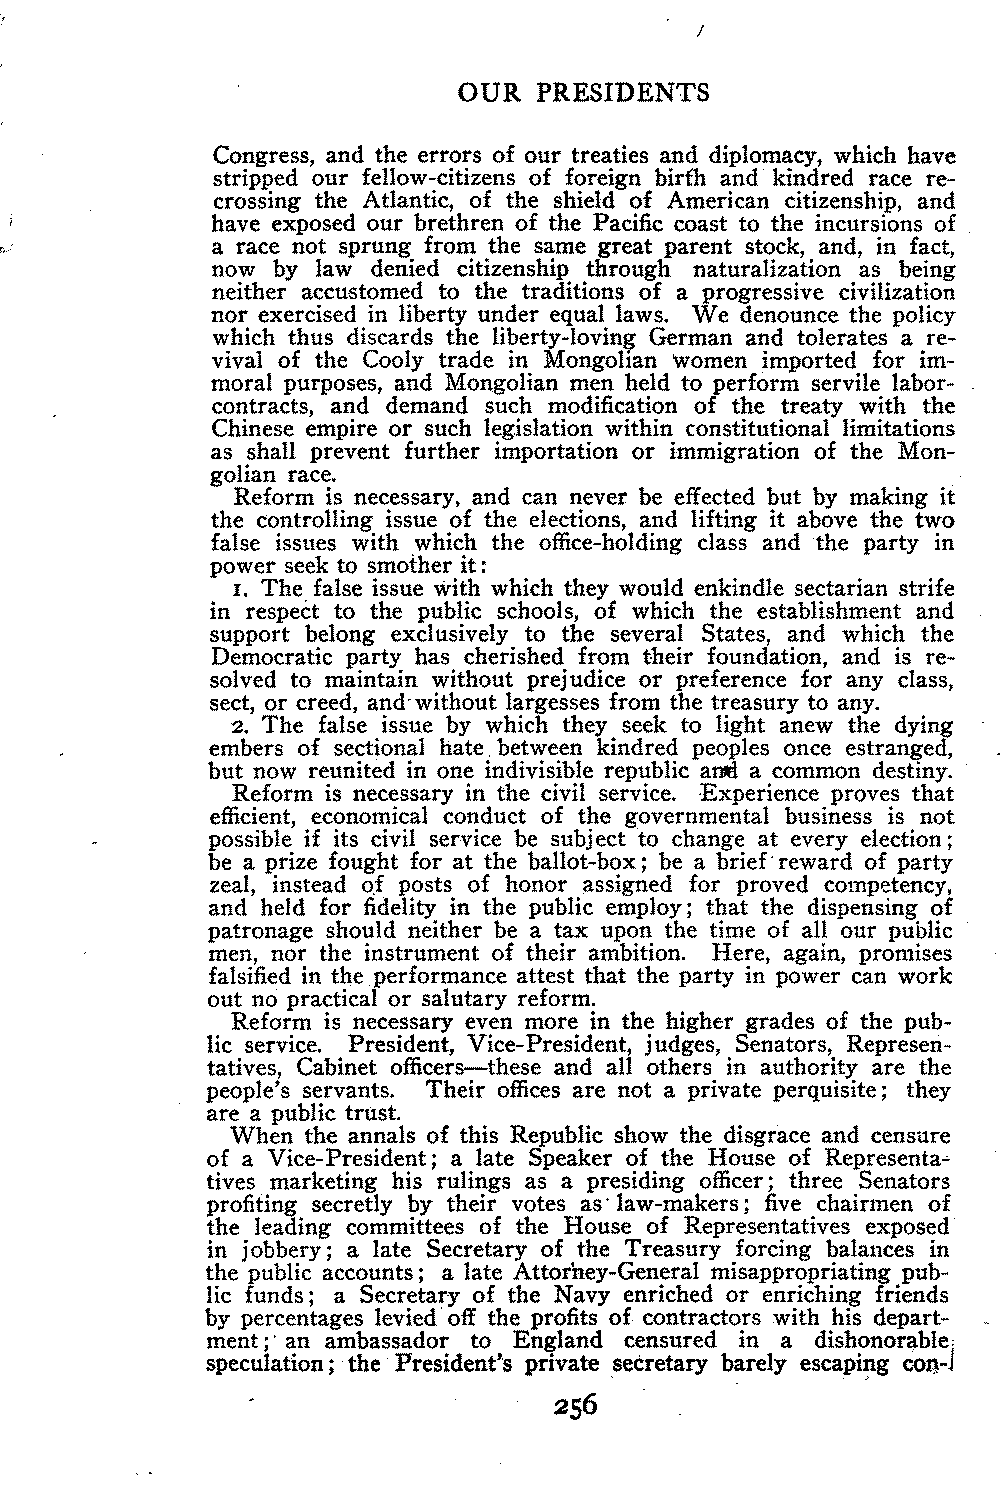 OUR PRESIDENTS
Congress, and the errors of our treaties and diplomacy, which have
stripped our fellow-citizens of foreign birth and kindred race re-
crossing the Atlantic, of the shield of American citizenship, and
have exposed our brethren of the Pacific coast to the incursions of
a race not sprung from the same great parent stock, and, in fact,
now by law denied citizenship through naturalization as being
neither accustomed to the traditions of a progressive civilization
nor exercised in liberty under equal laws. We denounce the policy
which thus discards the liberty-loving German and tolerates a re-
vival of the Cooly trade in Mongolian women imported for im-
moral purposes, and Mongolian men held to perform servile labor-
contracts, and demand such modification of the treaty with the
Chinese empire or such legislation within constitutional limitations
as shall prevent further importation or immigration of the Mon-
golian race.
Reform is necessary, and can never be effected but by making it
the controlling issue of the elections, and lifting it above the two
false issues with which the office-holding class and the party in
power seek to smother it:
1. The false issue with which they would enkindle sectarian strife
in respect to the public schools, of which the establishment and
support belong exclusively to the several States, and which the
Democratic party has cherished from their foundation, and is re-
solved to maintain without prejudice or preference for any class,
sect, or creed, and without largesses from the treasury to any.
2. The false issue by which they seek to light anew the dying
embers of sectional hate between kindred peoples once estranged,
but now reunited in one indivisible republic and a common destiny.
Reform is necessary in the civil service. Experience proves that
efficient, economical conduct of the governmental business is not
possible if its civil service be subject to change at every election;
be a prize fought for at the ballot-box; be a brief reward of party
zeal, instead of posts of honor assigned for proved competency,
and held for fidelity in the public employ; that the dispensing of
patronage should neither be a tax upon the time of all our public
men, nor the instrument of their ambition. Here, again, promises
falsified in the performance attest that the party in power can work
out no practical or salutary reform.
Reform is necessary even more in the higher grades of the pub-
lic service. President, Vice-President, judges, Senators, Represen-
tatives, Cabinet officers—these and all others in authority are the
people's servants. Their offices are not a private perquisite; they
are a public trust.
When the annals of this Republic show the disgrace and censure
of a Vice-President; a late Speaker of the House of Representa-
tives marketing his rulings as a presiding officer; three Senators
profiting secretly by their votes as law-makers; five chairmen of
the leading committees of the House of Representatives exposed
in jobbery; a late Secretary of the Treasury forcing balances in
the public accounts; a late Attorney-General misappropriating pub-
lic funds; a Secretary of the Navy enriched or enriching friends
by percentages levied off the profits of contractors with his depart-
ment; an ambassador to England censured in a dishonorable
speculation; the President's private secretary barely escaping con-
256